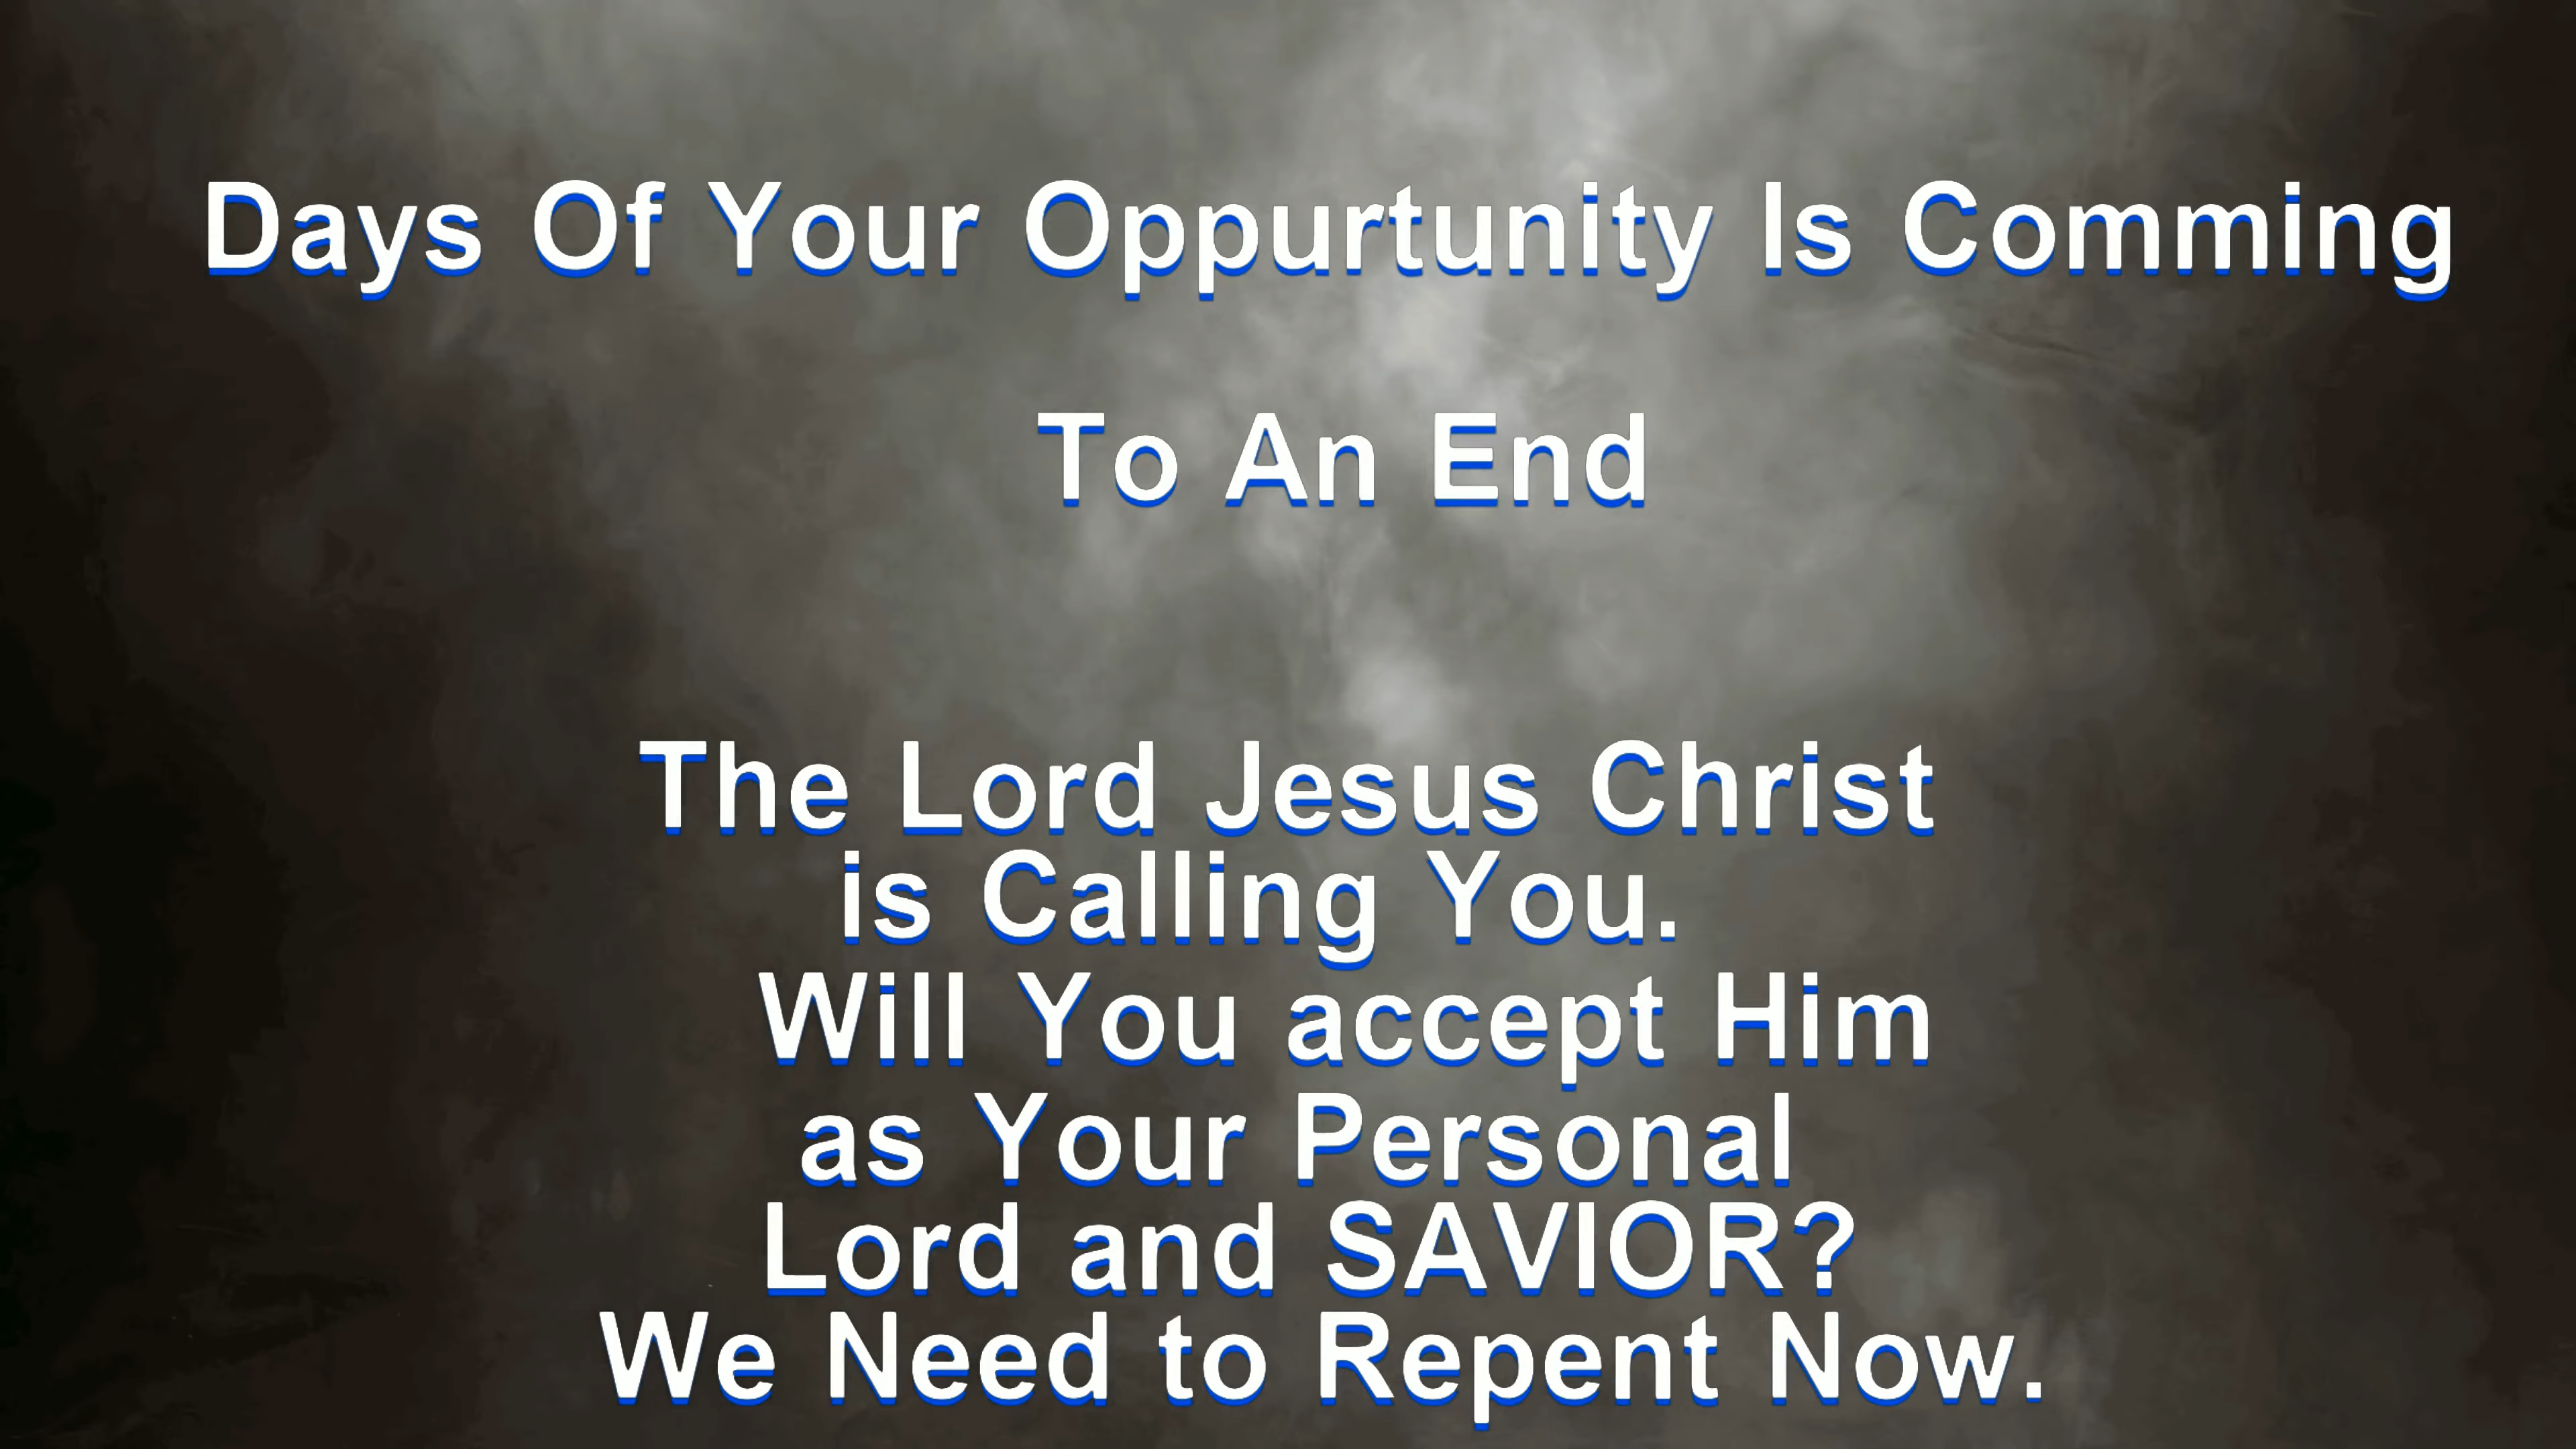 Days Of Your Oppurtunity Is Comming
To An End
The Lord Jesus Christ
is Calling You.
Will You accept Him
as Your Personal
Lord and SAVIOR?
We Need to Repent Now.